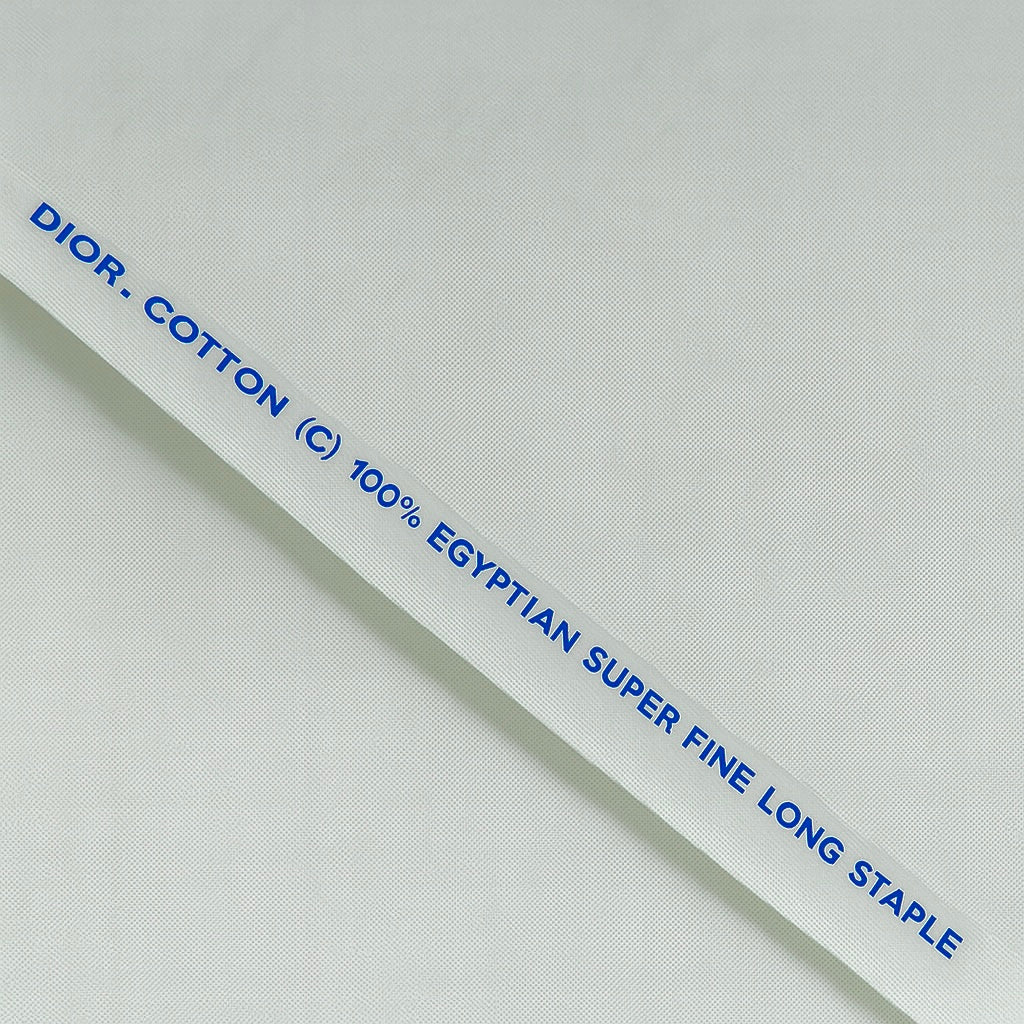 DIOR. COTTON (C) 100% EGYPTIAN SUPER FINE LONG STAPLE